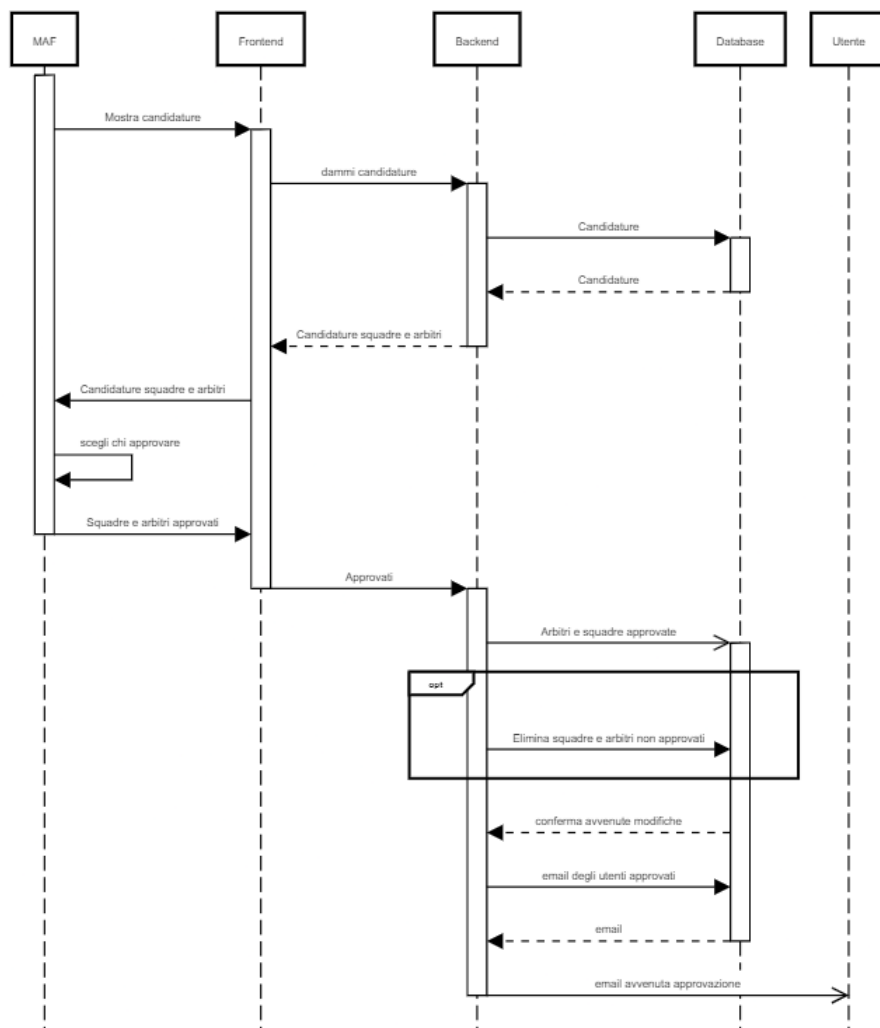 MAF
Frontend
Backend
Database
Utente
Mostra candidature
dammi candidature
Candidature
Candidature
Candidature squadre e arbitri
Candidature squadre e arbitri
scegli chi approvare
Squadre e arbitri approvati
Approvati
Arbitri e squadre approvate
opt
Elimina squadre e arbitri non approvati
conferma avvenute modifiche
email degli utenti approvati
email
email avvenuta approvazione